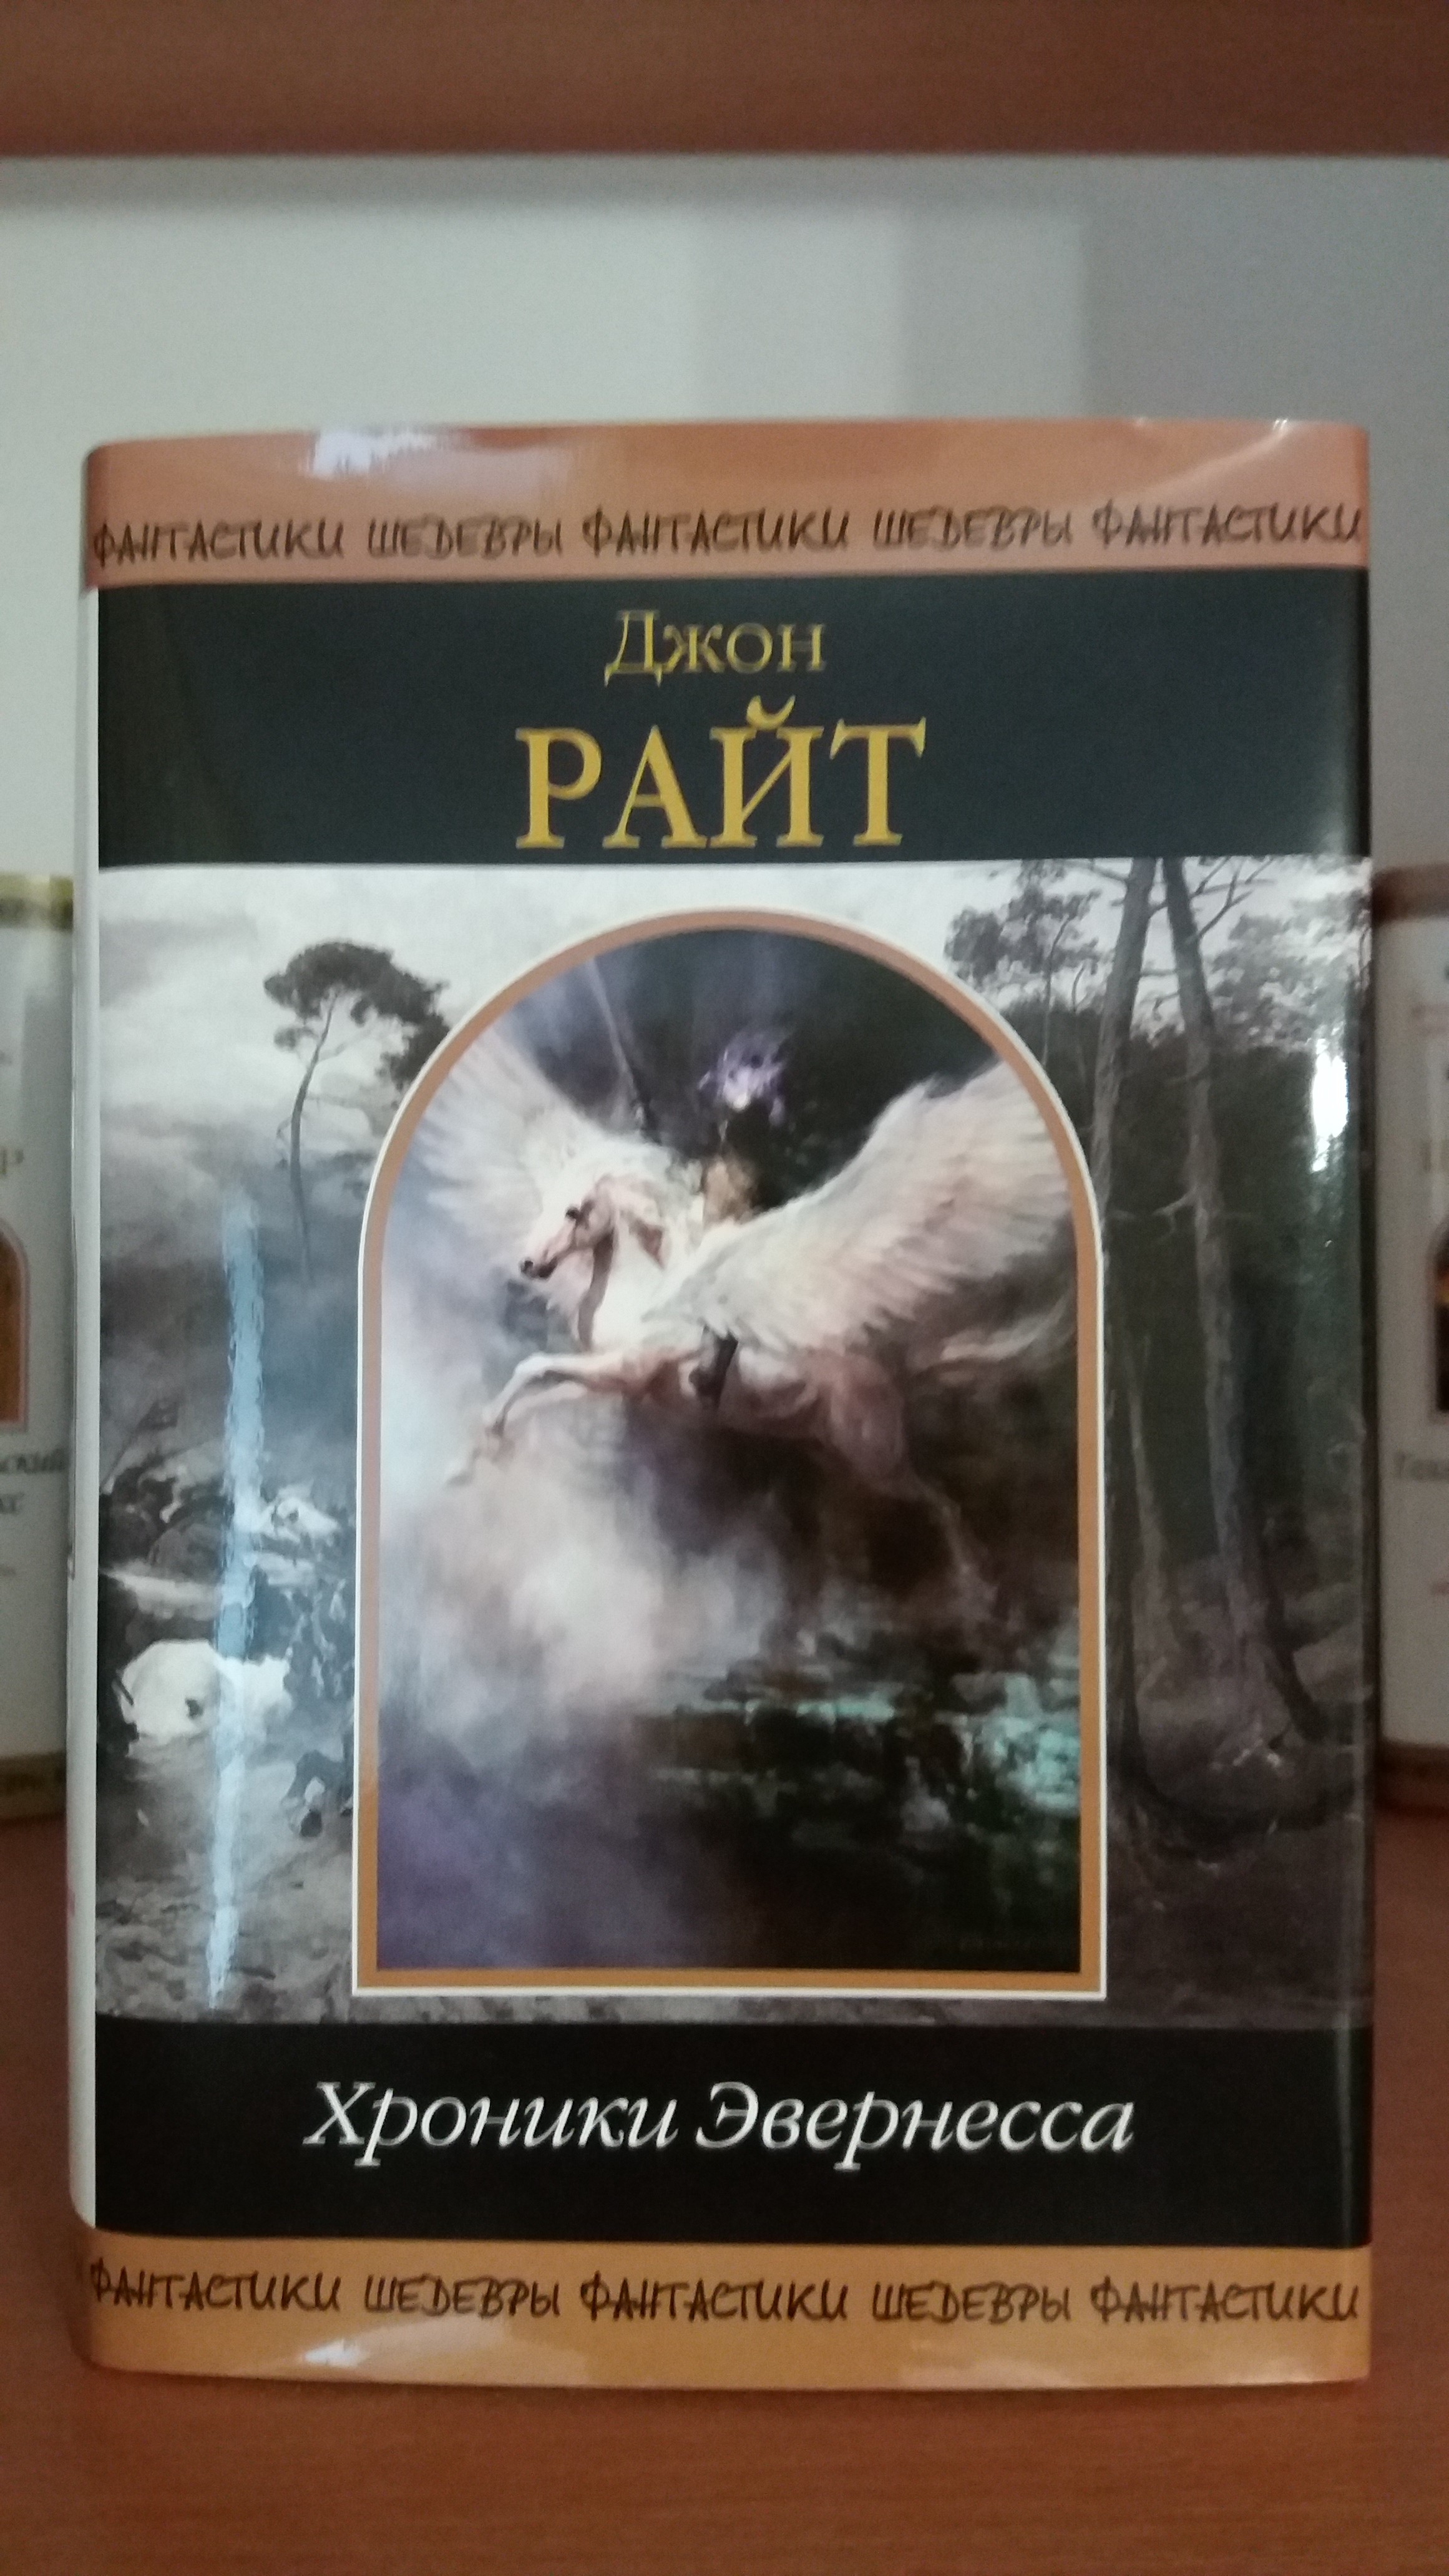 ФАНТАСТИКИ ШЕДЕВРЫ ФАНТАСТИКИ ШЕДЕВРЫ ФАНТАСТИКИ
Джон
РАЙТ
Хроники Эвернесса
ФАНТАСТИКИ ШЕДЕВРЫ ФАНТАСТИКИ ШЕДЕВРЫ ФАНТАСТИКИ